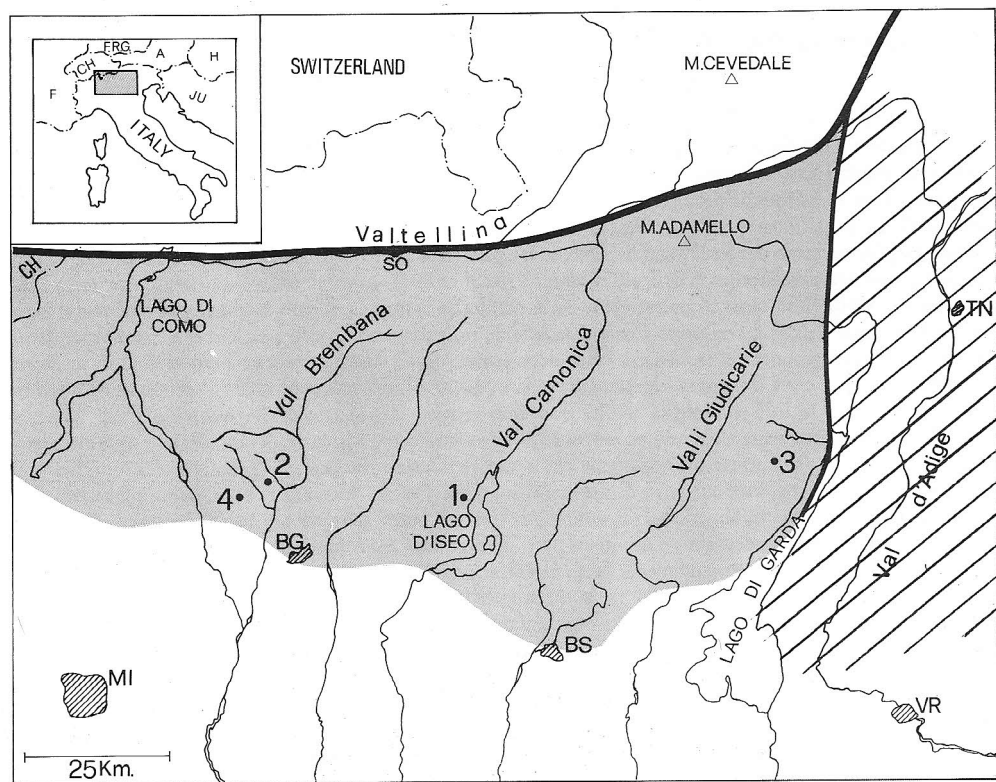 F.R.G.
A
H
CH
F
JU
ITALY
SWITZERLAND
M.CEVEDALE
Valtellina
M.ADAMELLO
SO
CH
LAGO DI
COMO
TN
Val Brembana
Val Camonica
Valli Giudicarie
3
2
4
1
LAGO
D'ISEO
Val d'Adige
BG
LAGO DI GARDA
BS
MI
VR
25Km.